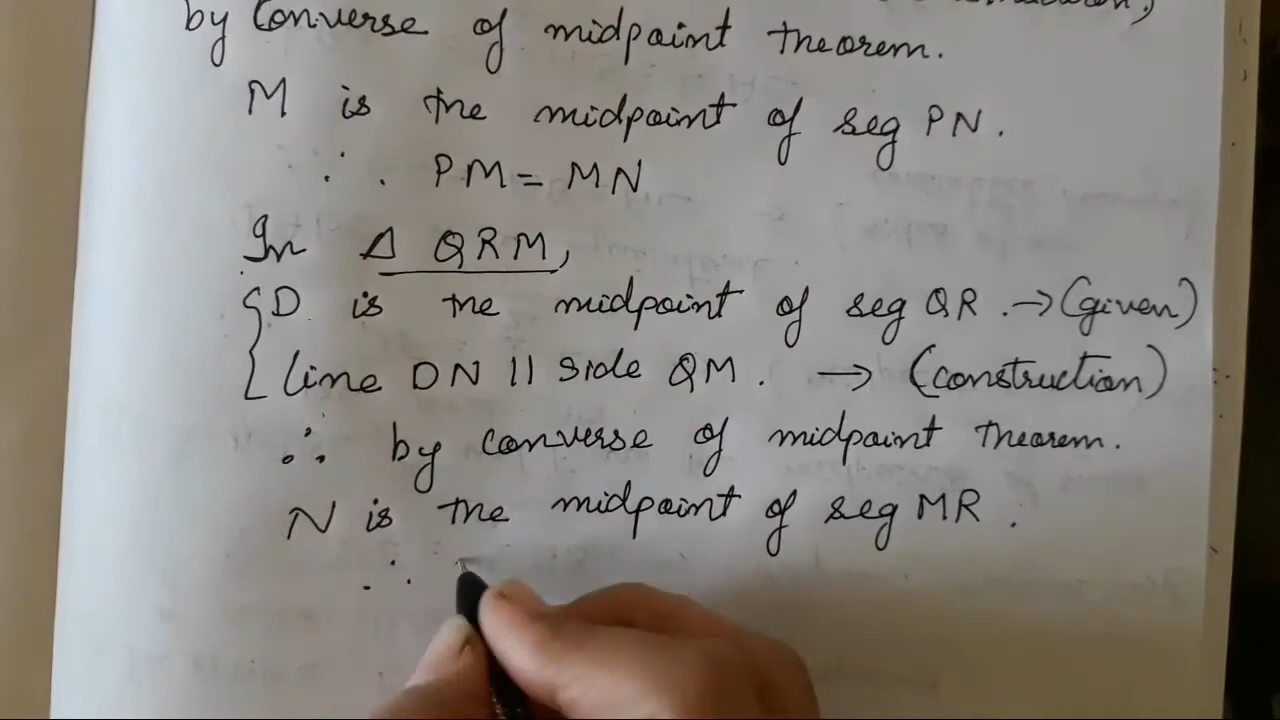 by Converse of midpoint theorem.
M is the midpoint of seg PN.
∴ PM = MN
In Δ QRM,
D is the midpoint of seg QR. → (given)
line DN || side QM. → (construction)
∴ by converse of midpoint theorem.
N is the midpoint of seg MR.
∴